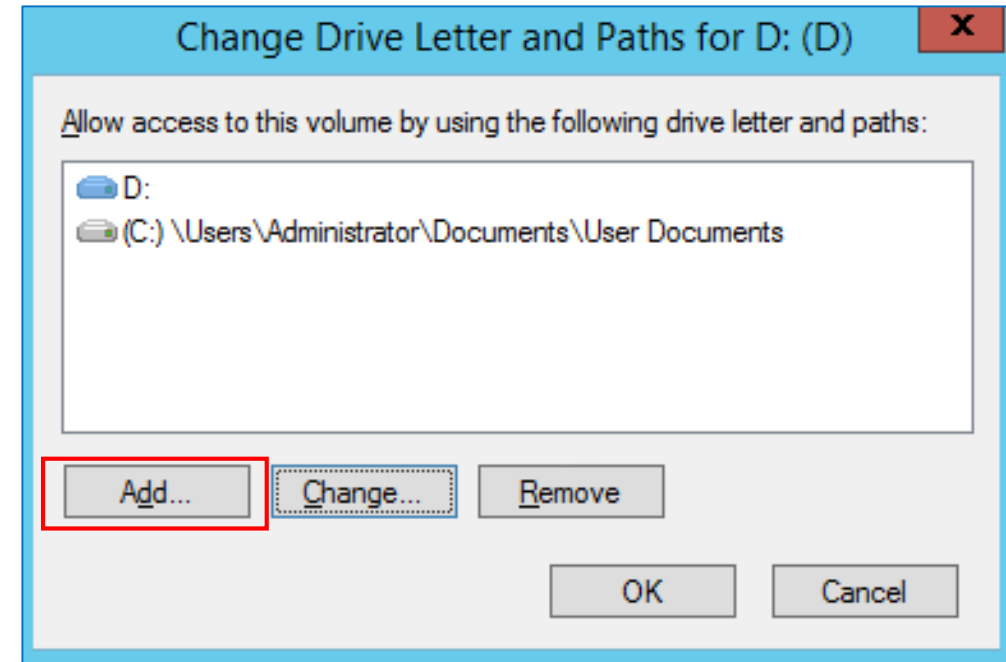 Change Drive Letter and Paths for D: (D)
x
Allow access to this volume by using the following drive letter and paths:
D:
(C:) \Users\Administrator\Documents\User Documents
Add... Change... Remove
OK Cancel